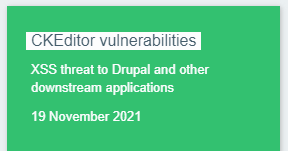 CKEditor vulnerabilities
XSS threat to Drupal and other
downstream applications
19 November 2021